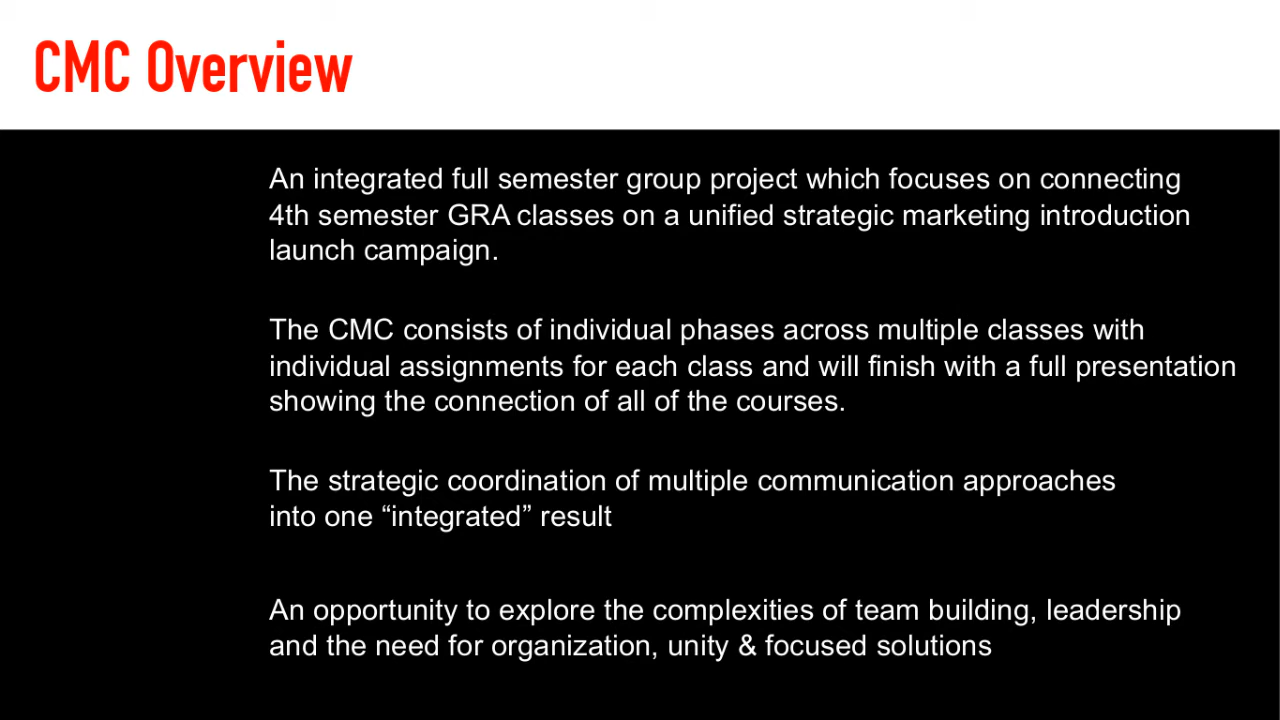 CMC Overview
An integrated full semester group project which focuses on connecting
4th semester GRA classes on a unified strategic marketing introduction
launch campaign.
The CMC consists of individual phases across multiple classes with
individual assignments for each class and will finish with a full presentation
showing the connection of all of the courses.
The strategic coordination of multiple communication approaches
into one “integrated” result
An opportunity to explore the complexities of team building, leadership
and the need for organization, unity & focused solutions